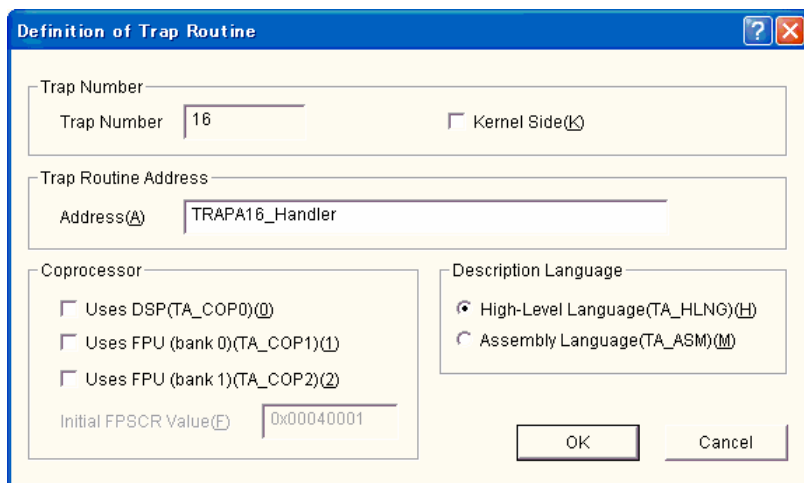 Definition of Trap Routine
Trap Number
Trap Number 16 Kernel Side(K)
Trap Routine Address
Address(A) TRAPA16_Handler
Coprocessor
Uses DSP(TA_COP0)(0)
Uses FPU (bank 0)(TA_COP1)(1)
Uses FPU (bank 1)(TA_COP2)(2)
Initial FPSCR Value(F) 0x00040001
Description Language
High-Level Language(TA_HLNG)(H)
Assembly Language(TA_ASM)(M)
OK Cancel